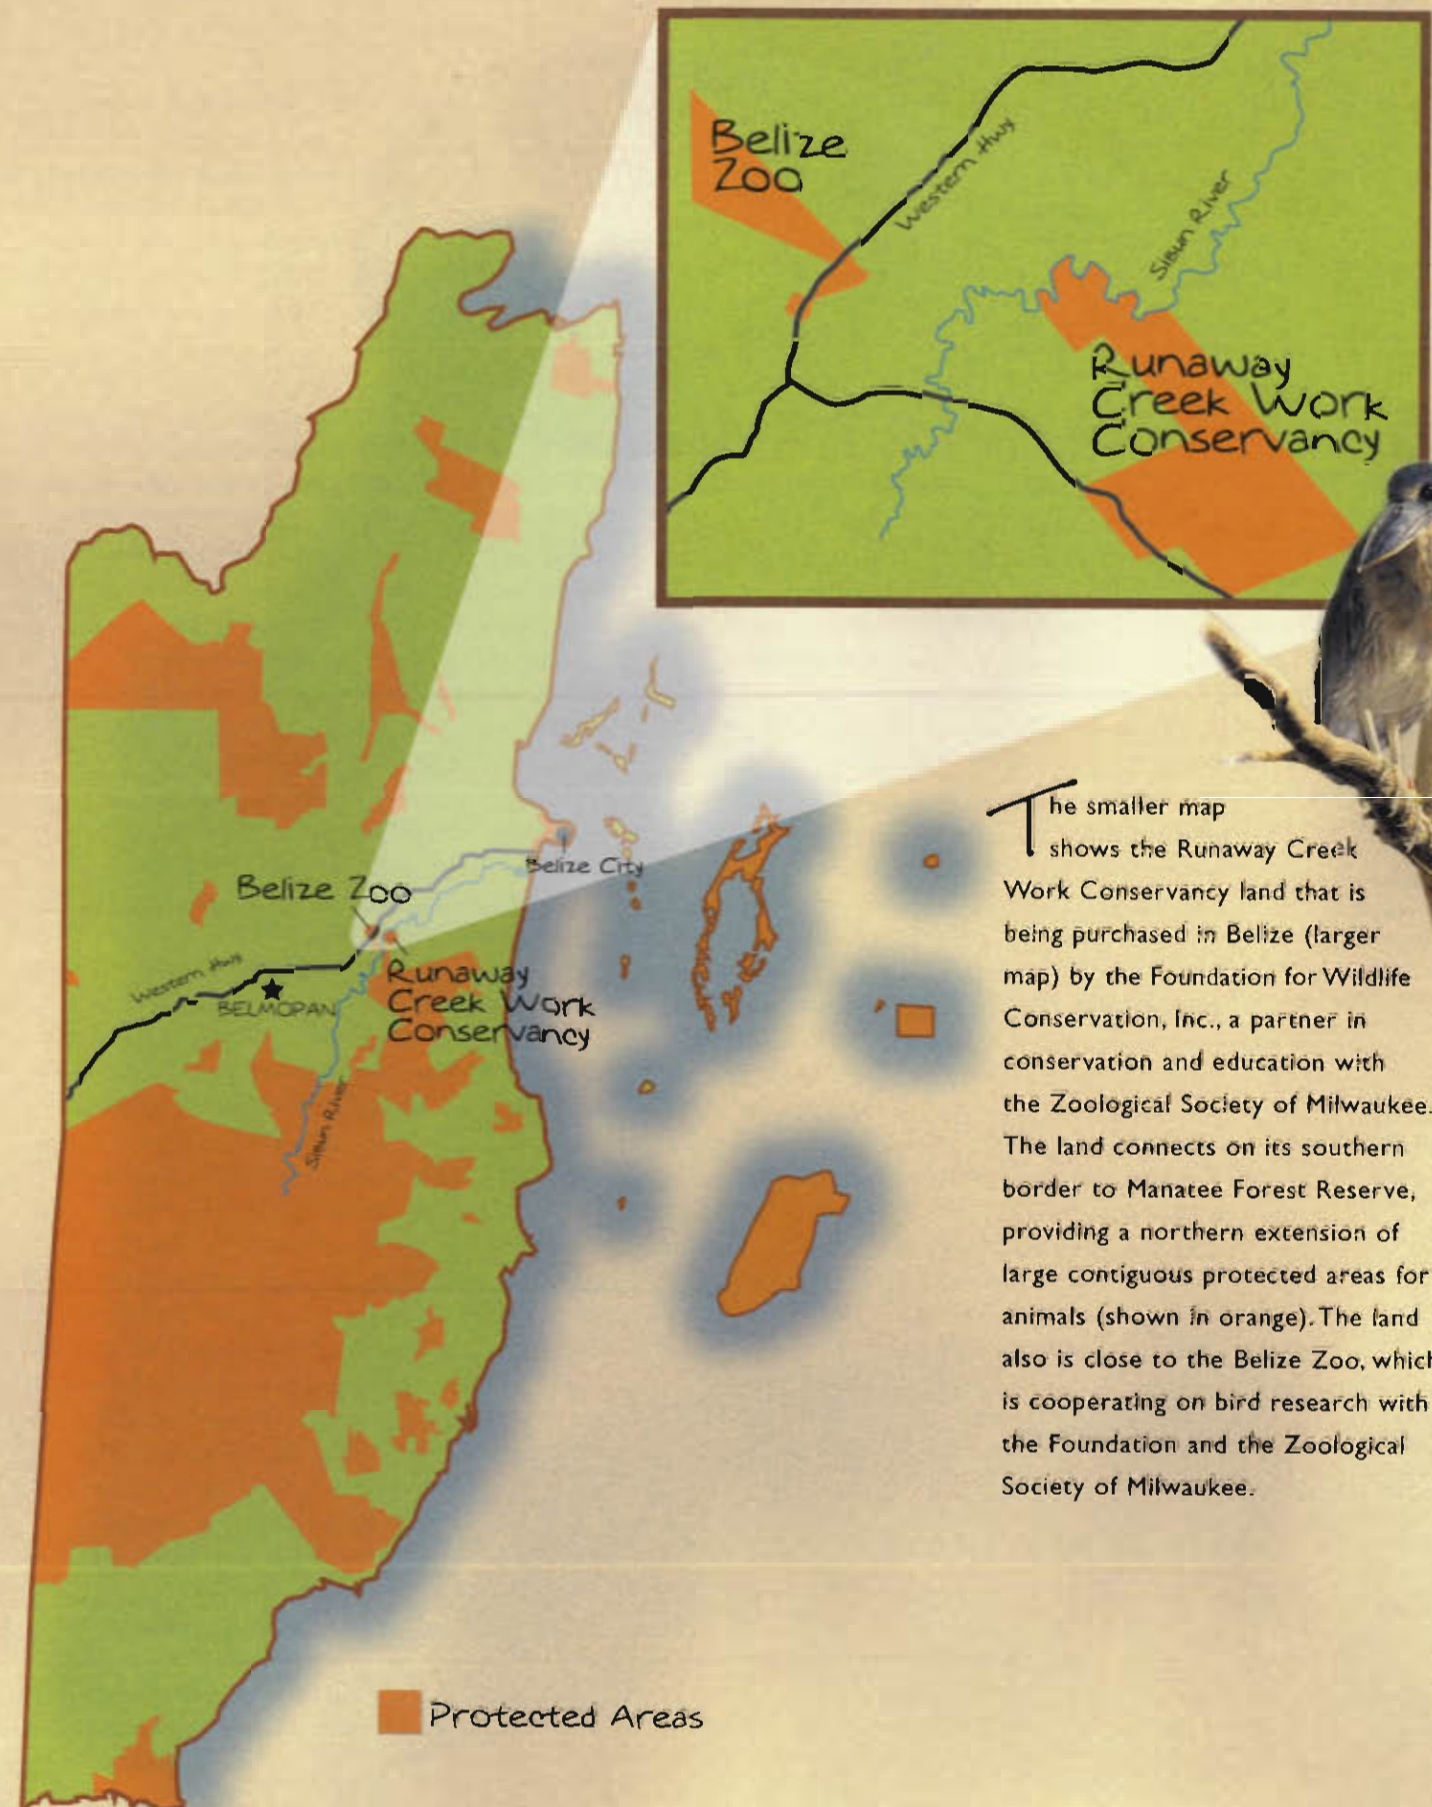 Belize
Zoo
Western Hwy
Sibun River
Runaway
Creek Work
Conservancy
Belize City
Belize Zoo
Western Hwy
BELMOPAN
Runaway
Creek Work
Conservancy
Sibun River
The smaller map
shows the Runaway Creek
Work Conservancy land that is
being purchased in Belize (larger
map) by the Foundation for Wildlife
Conservation, Inc., a partner in
conservation and education with
the Zoological Society of Milwaukee.
The land connects on its southern
border to Manatee Forest Reserve,
providing a northern extension of
large contiguous protected areas for
animals (shown in orange). The land
also is close to the Belize Zoo, which
is cooperating on bird research with
the Foundation and the Zoological
Society of Milwaukee.
Protected Areas